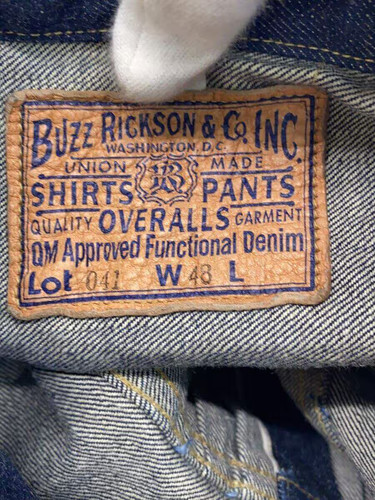 BUZZ RICKSON & Co. INC.
WASHINGTON, D.C.
UNION MADE
SHIRTS BR PANTS
QUALITY OVERALLS GARMENT
QM Approved Functional Denim
Lot 041 W 48 L